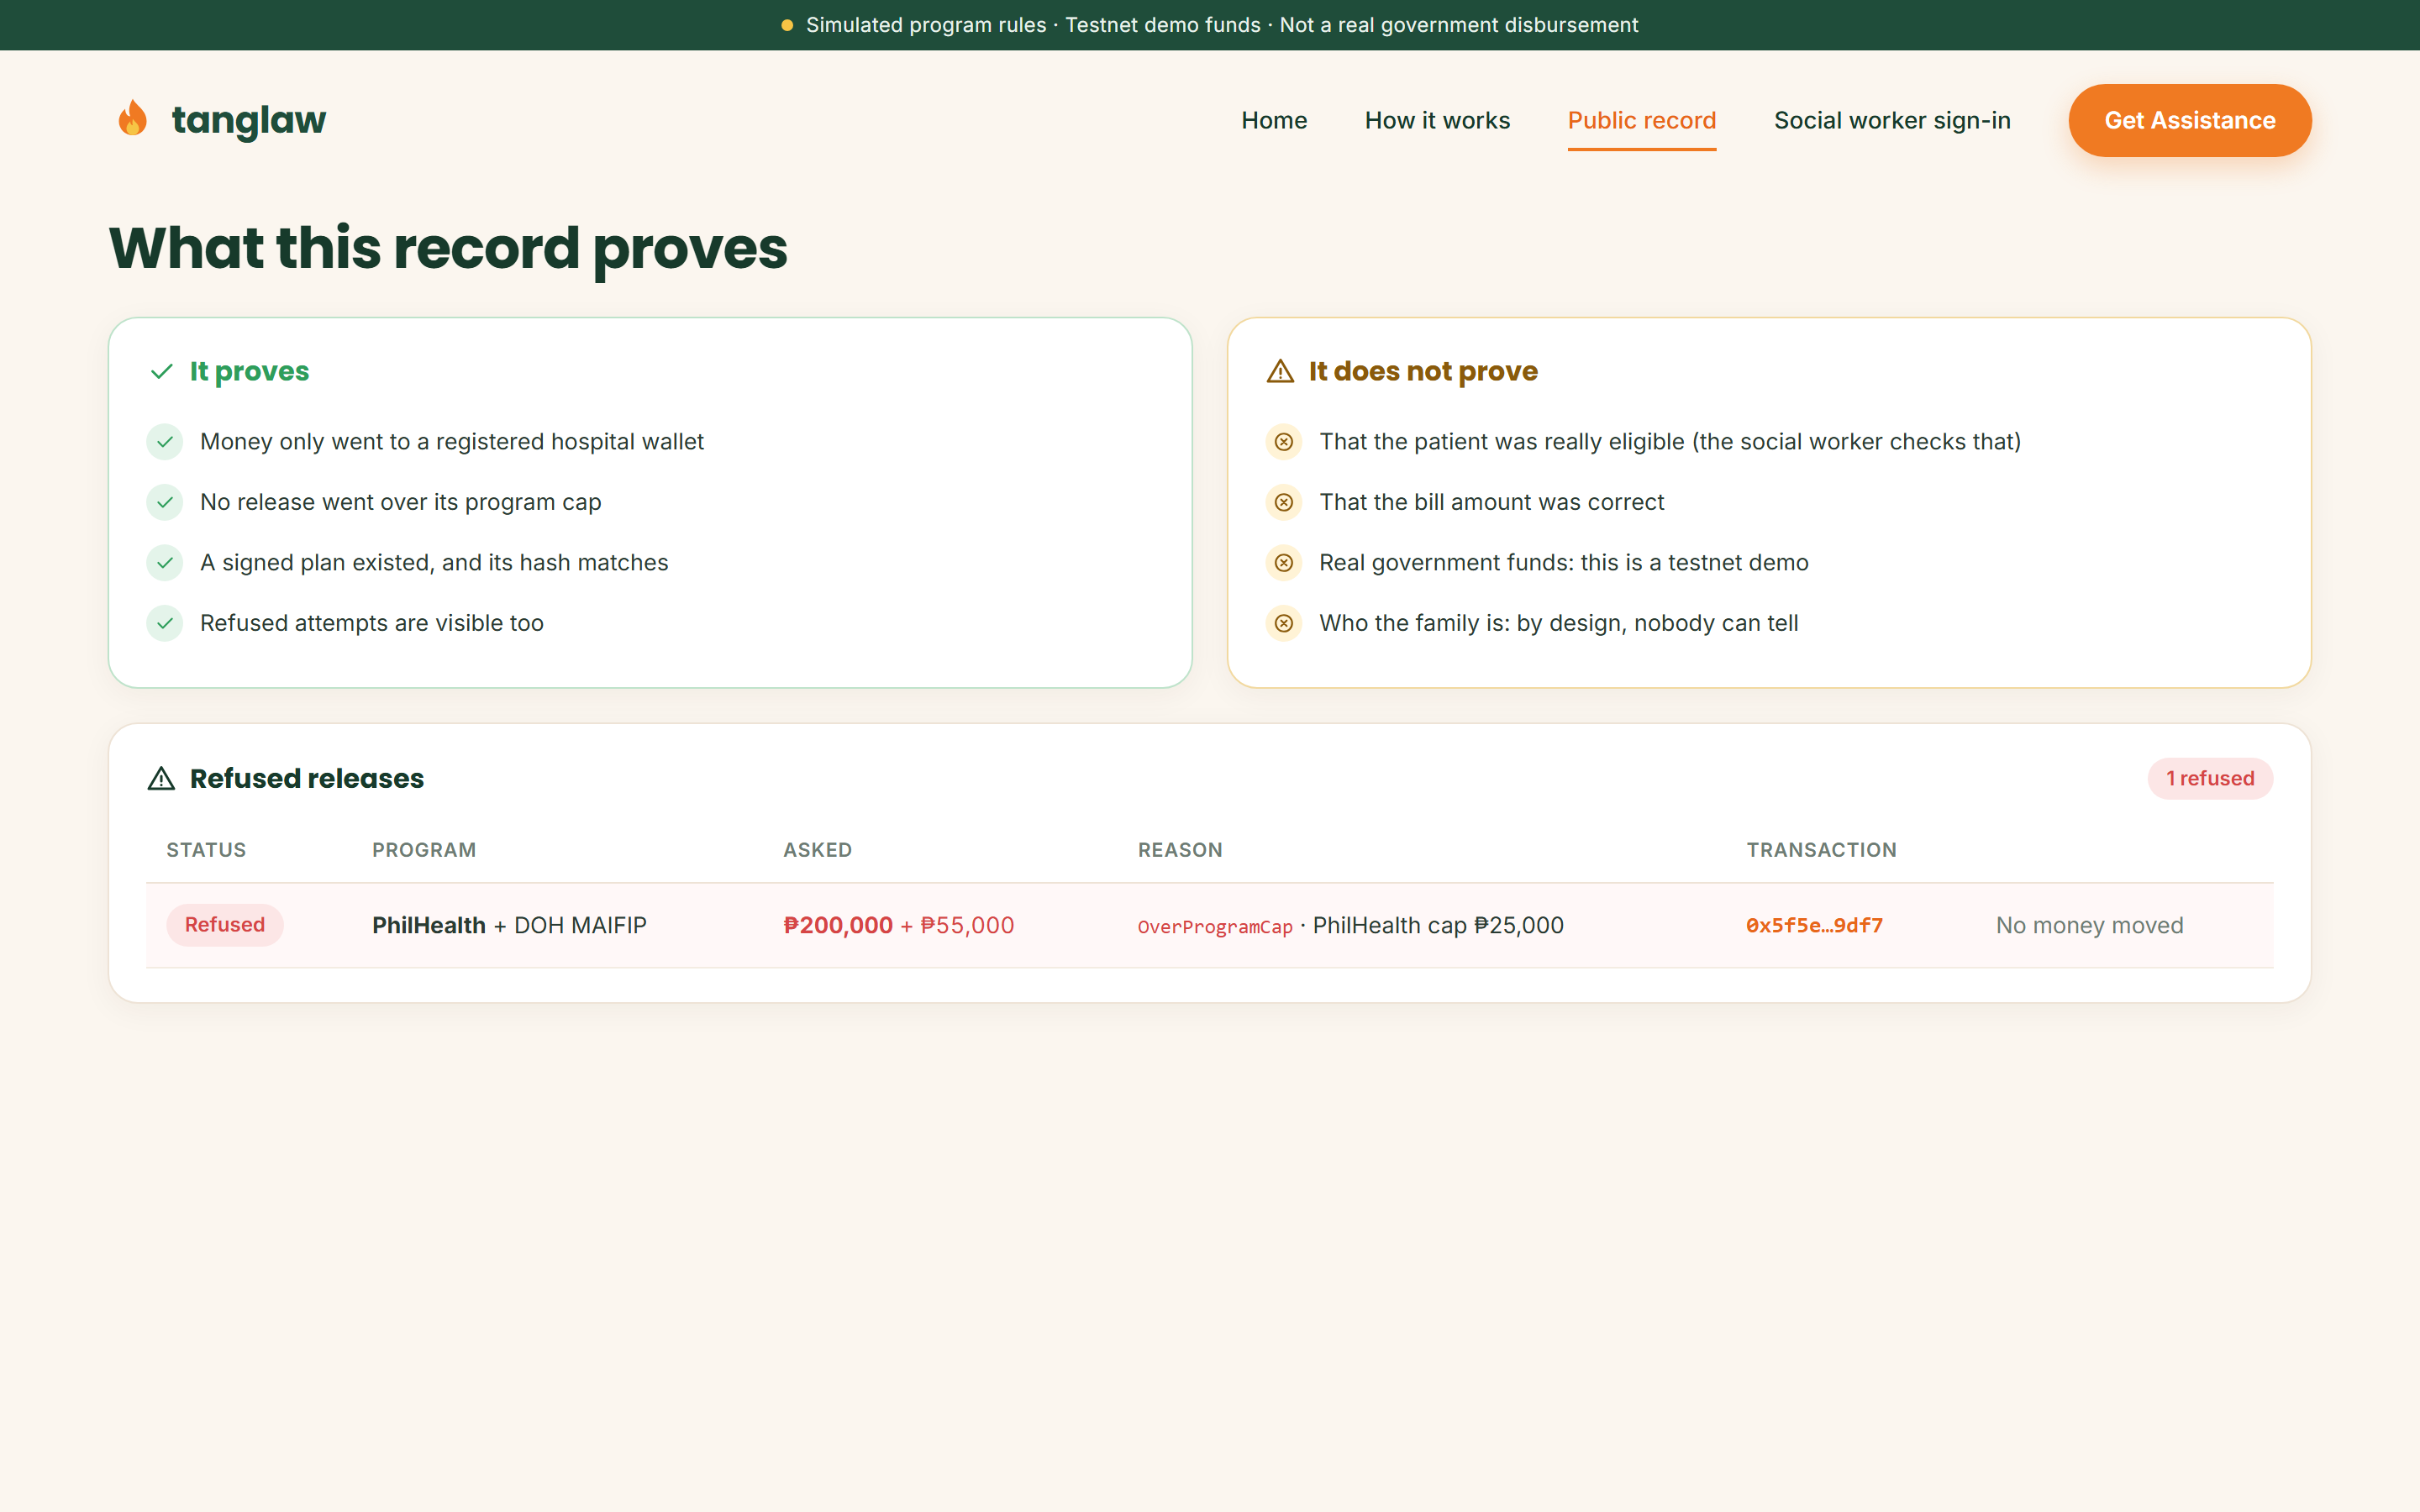 Simulated program rules · Testnet demo funds · Not a real government disbursement
tanglaw
Home
How it works
Public record
Social worker sign-in
Get Assistance
What this record proves
It proves
Money only went to a registered hospital wallet
No release went over its program cap
A signed plan existed, and its hash matches
Refused attempts are visible too
It does not prove
That the patient was really eligible (the social worker checks that)
That the bill amount was correct
Real government funds: this is a testnet demo
Who the family is: by design, nobody can tell
Refused releases
1 refused
STATUS PROGRAM ASKED REASON TRANSACTION
Refused PhilHealth + DOH MAIFIP ₱200,000 + ₱55,000 OverProgramCap · PhilHealth cap ₱25,000 0x5f5e…9df7 No money moved